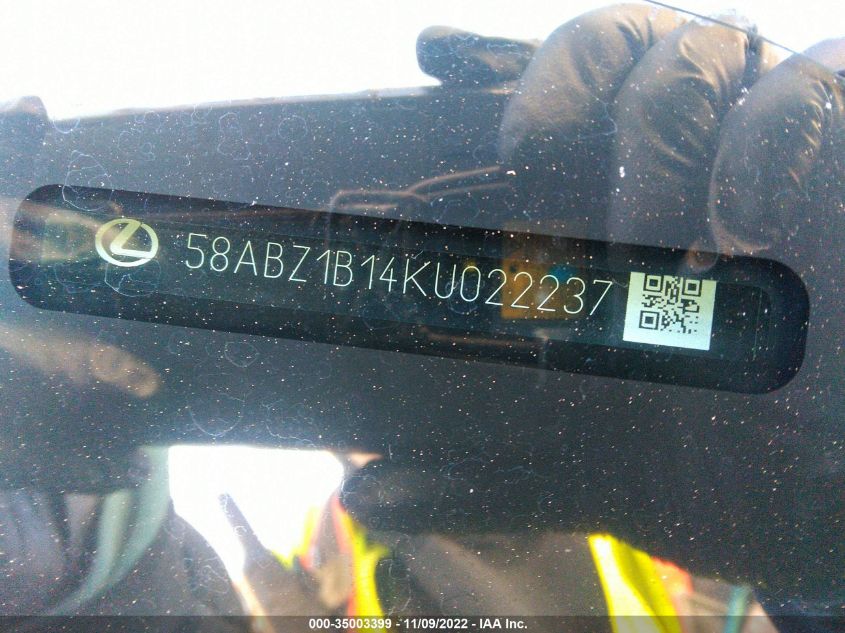 58ABZ1B14KU022237
000-35003399 - 11/09/2022 - IAA Inc.